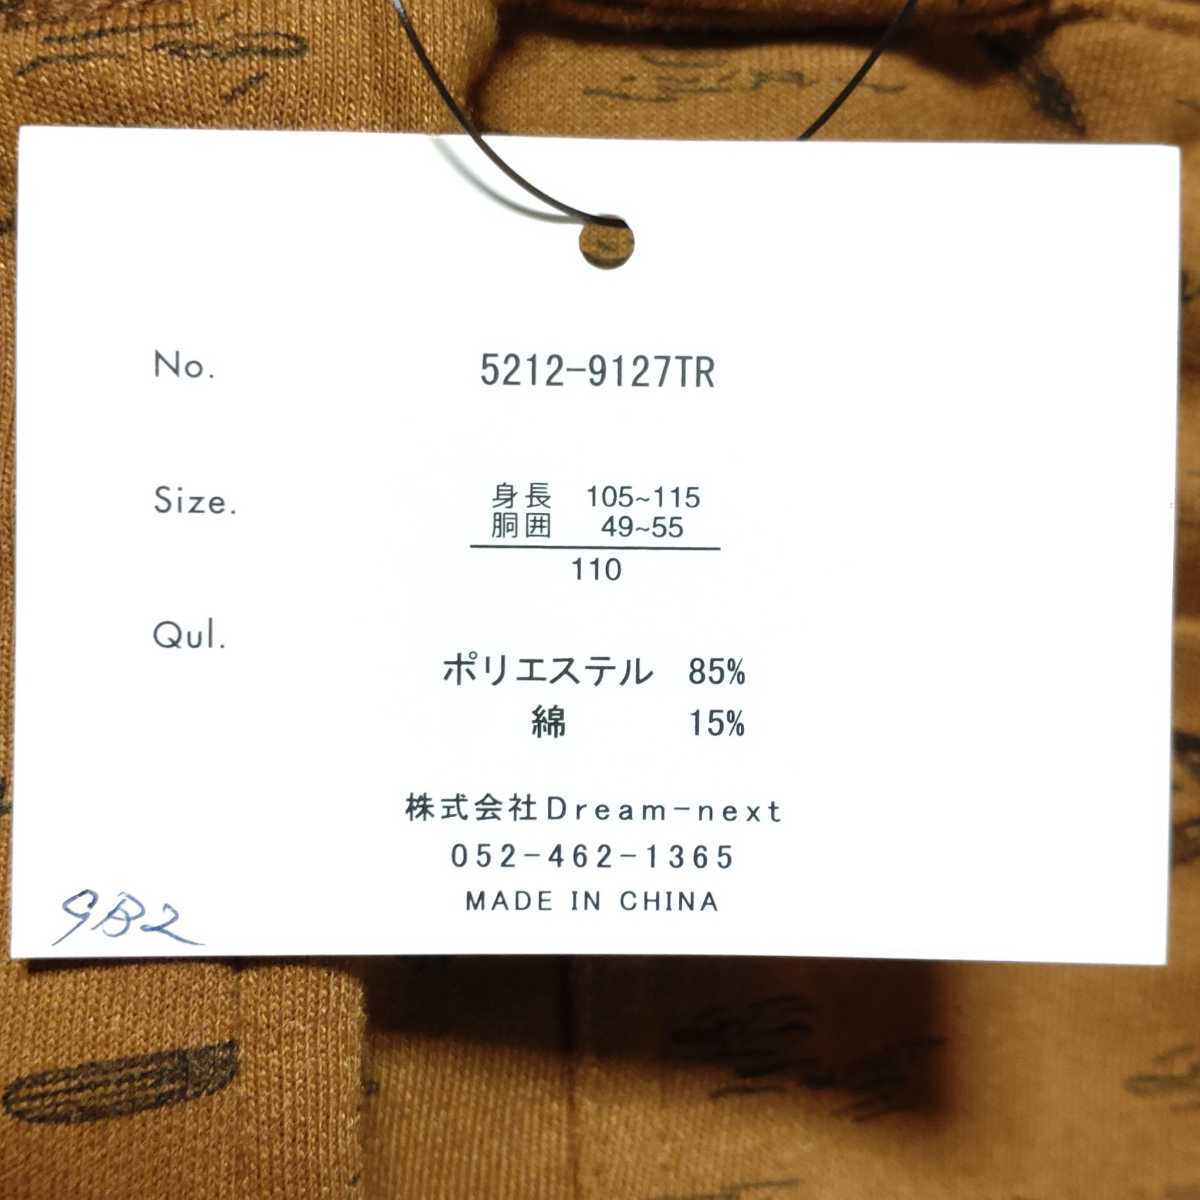 No. 5212-9127TR
Size. 身長 105~115
胴囲 49~55
110
Qul.
ポリエステル 85%
綿 15%
株式会社Dream-next
052-462-1365
MADE IN CHINA
9B2